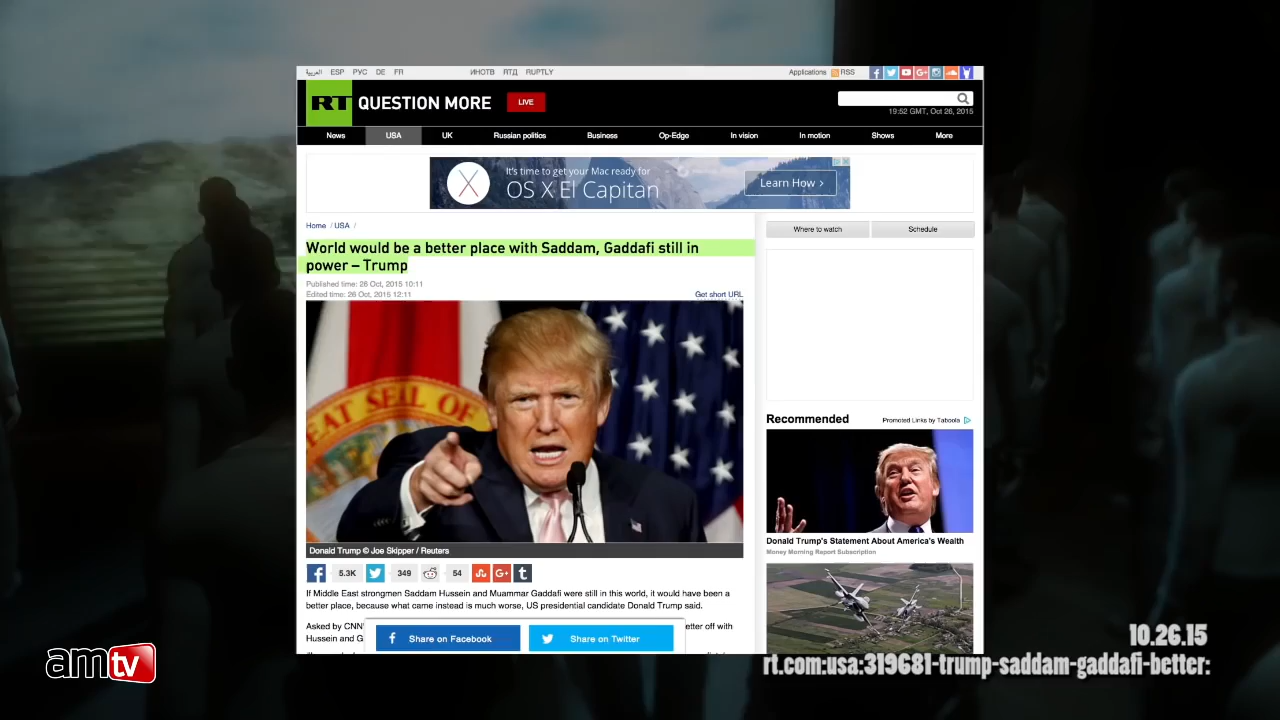 العربية ESP РУС DE FR ИНОТВ RTД RUPTLY Applications RSS
RT QUESTION MORE LIVE
19:52 GMT, Oct 26, 2015
News USA UK Russian politics Business Op-Edge In vision In motion Shows More
It's time to get your Mac ready for
OS X El Capitan
Learn How >
Home / USA /
Where to watch Schedule
World would be a better place with Saddam, Gaddafi still in
power – Trump
Published time: 26 Oct, 2015 10:11
Edited time: 26 Oct, 2015 12:11
Get short URL
EAT SEAL OF
Donald Trump © Joe Skipper / Reuters
5.3K 349 54
If Middle East strongmen Saddam Hussein and Muammar Gaddafi were still in this world, it would have been a
better place, because what came instead is much worse, US presidential candidate Donald Trump said.
Asked by CNN
etter off with
Hussein and G
Share on Facebook
Share on Twitter
Recommended
Promoted Links by Taboola
Donald Trump's Statement About America's Wealth
Money Morning Report Subscription
amtv
10.26.15
rt.com:usa:319681-trump-saddam-gaddafi-better: